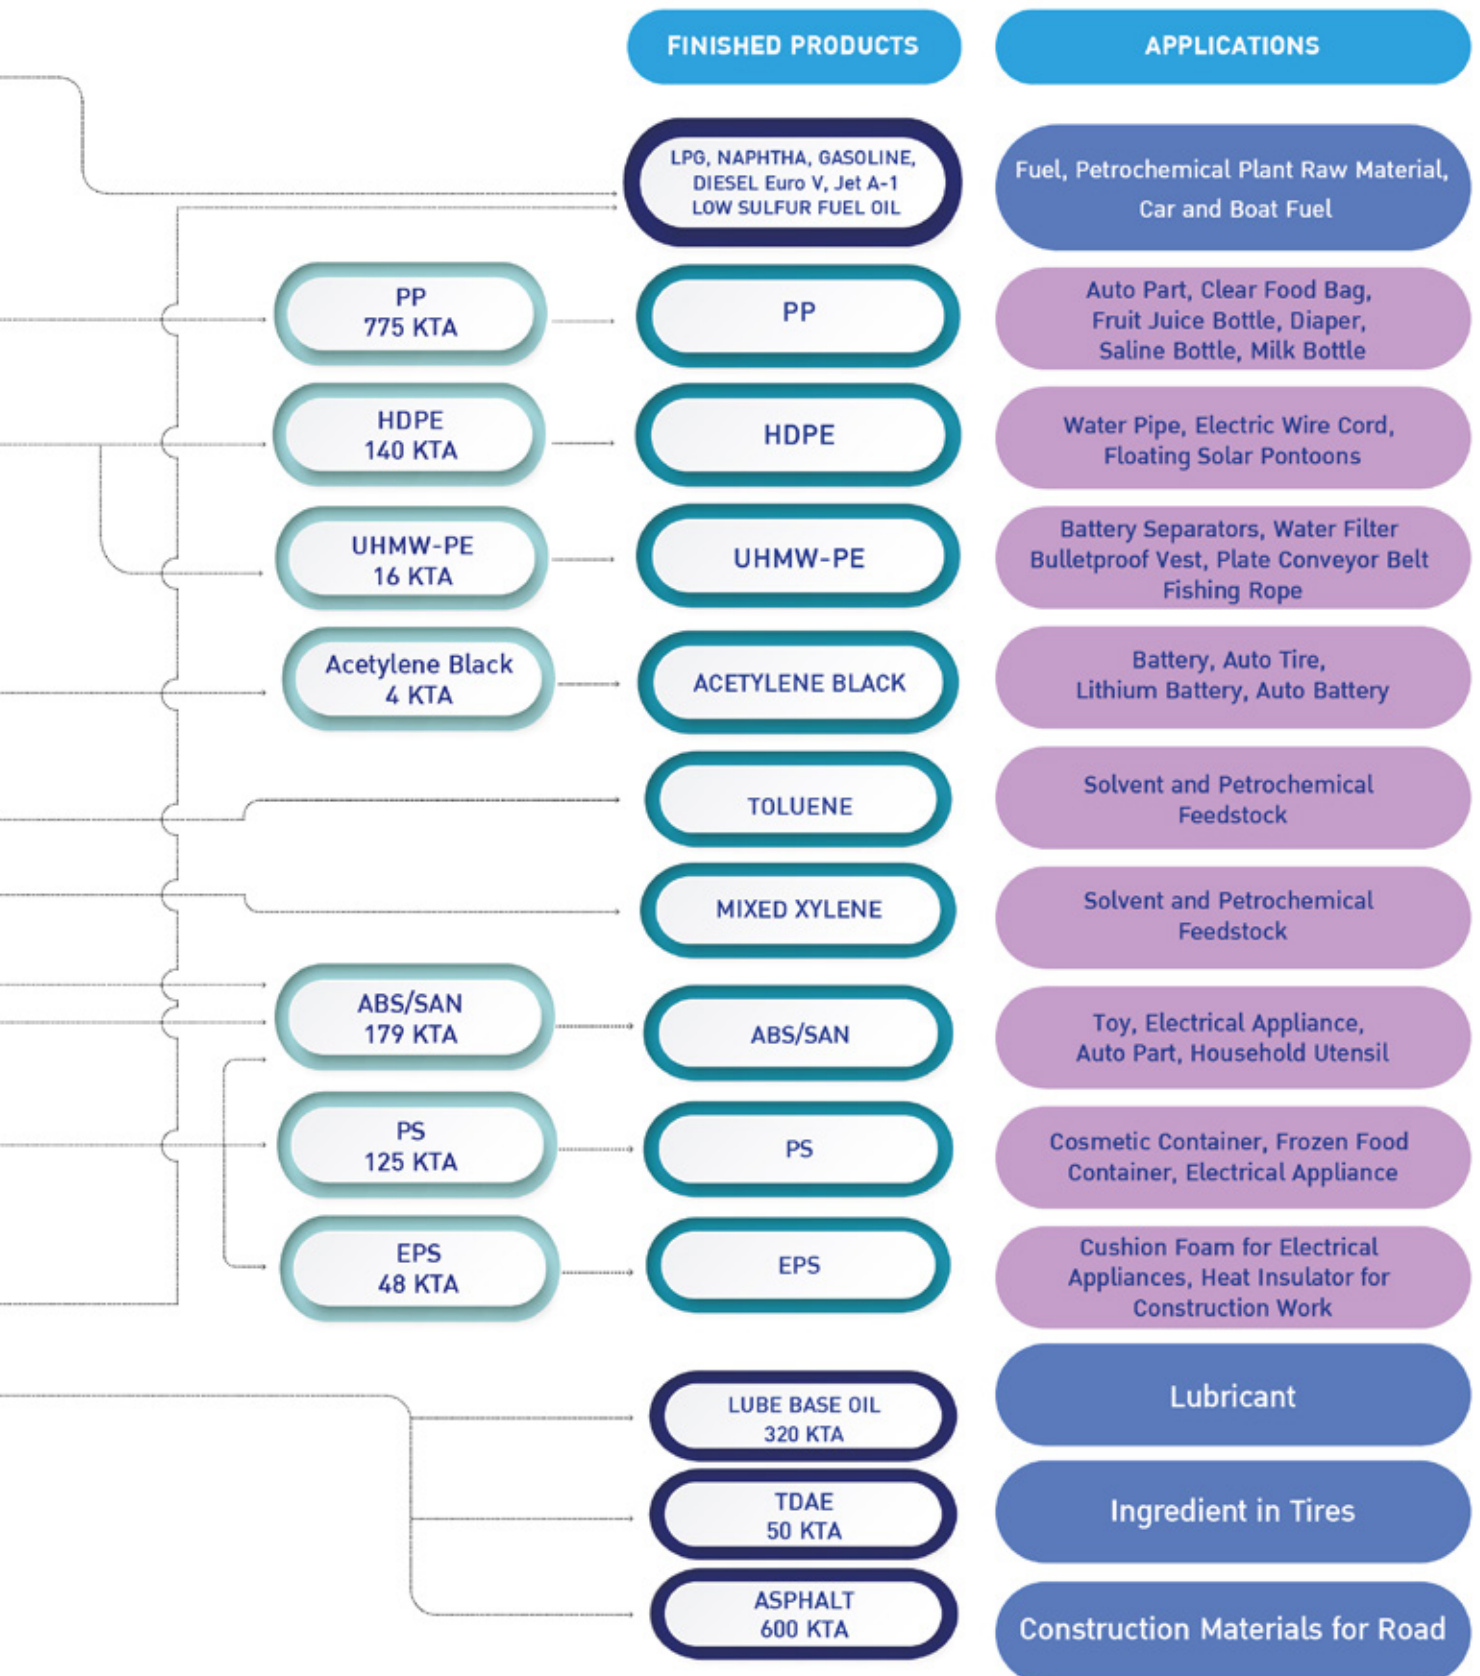 FINISHED PRODUCTS
APPLICATIONS
LPG, NAPHTHA, GASOLINE,
DIESEL Euro V, Jet A-1
LOW SULFUR FUEL OIL
Fuel, Petrochemical Plant Raw Material,
Car and Boat Fuel
PP
775 KTA
PP
Auto Part, Clear Food Bag,
Fruit Juice Bottle, Diaper,
Saline Bottle, Milk Bottle
HDPE
140 KTA
HDPE
Water Pipe, Electric Wire Cord,
Floating Solar Pontoons
UHMW-PE
16 KTA
UHMW-PE
Battery Separators, Water Filter
Bulletproof Vest, Plate Conveyor Belt
Fishing Rope
Acetylene Black
4 KTA
ACETYLENE BLACK
Battery, Auto Tire,
Lithium Battery, Auto Battery
TOLUENE
Solvent and Petrochemical
Feedstock
MIXED XYLENE
Solvent and Petrochemical
Feedstock
ABS/SAN
179 KTA
ABS/SAN
Toy, Electrical Appliance,
Auto Part, Household Utensil
PS
125 KTA
PS
Cosmetic Container, Frozen Food
Container, Electrical Appliance
EPS
48 KTA
EPS
Cushion Foam for Electrical
Appliances, Heat Insulator for
Construction Work
LUBE BASE OIL
320 KTA
Lubricant
TDAE
50 KTA
Ingredient in Tires
ASPHALT
600 KTA
Construction Materials for Road